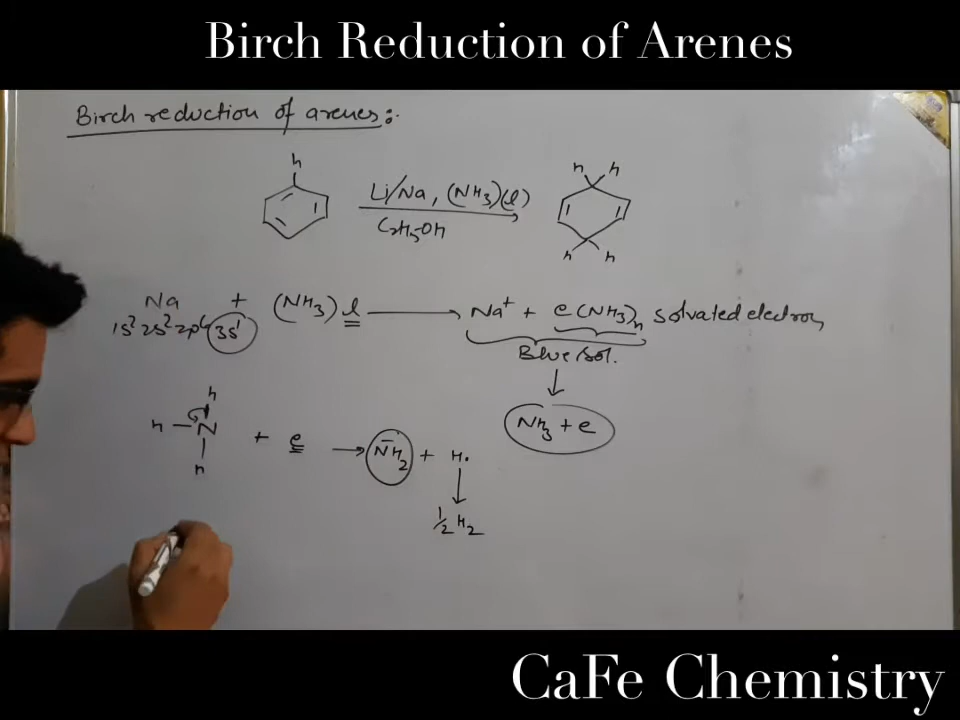 Birch Reduction of Arenes
Birch reduction of arenes:
h
Li/Na, (NH3)(l)
C2H5OH
h h
h h
Na + (NH3) l → Na+ + e(NH3)n solvated electron
1s2 2s2 2p6 3s1
Blue sol.
NH3 + e
h
h – N + e → N̄H2 + H.
h
1/2 H2
CaFe Chemistry